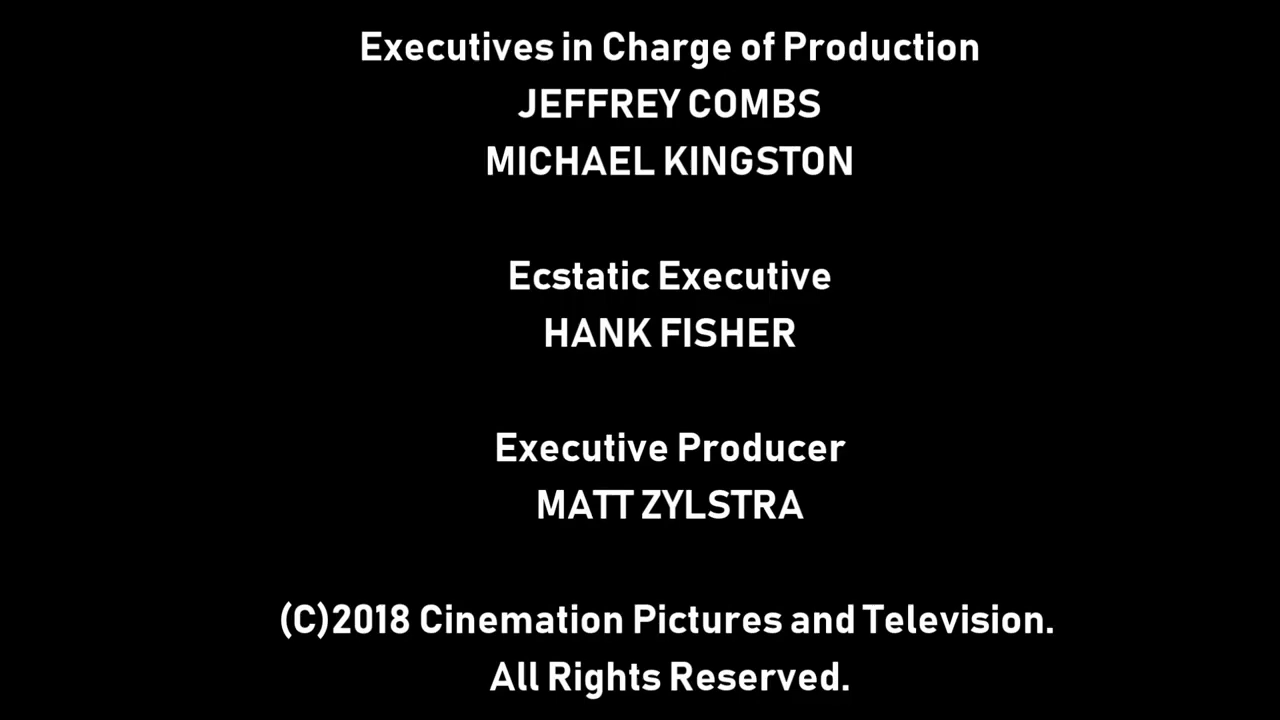 Executives in Charge of Production
JEFFREY COMBS
MICHAEL KINGSTON
Ecstatic Executive
HANK FISHER
Executive Producer
MATT ZYLSTRA
(C)2018 Cinemation Pictures and Television.
All Rights Reserved.